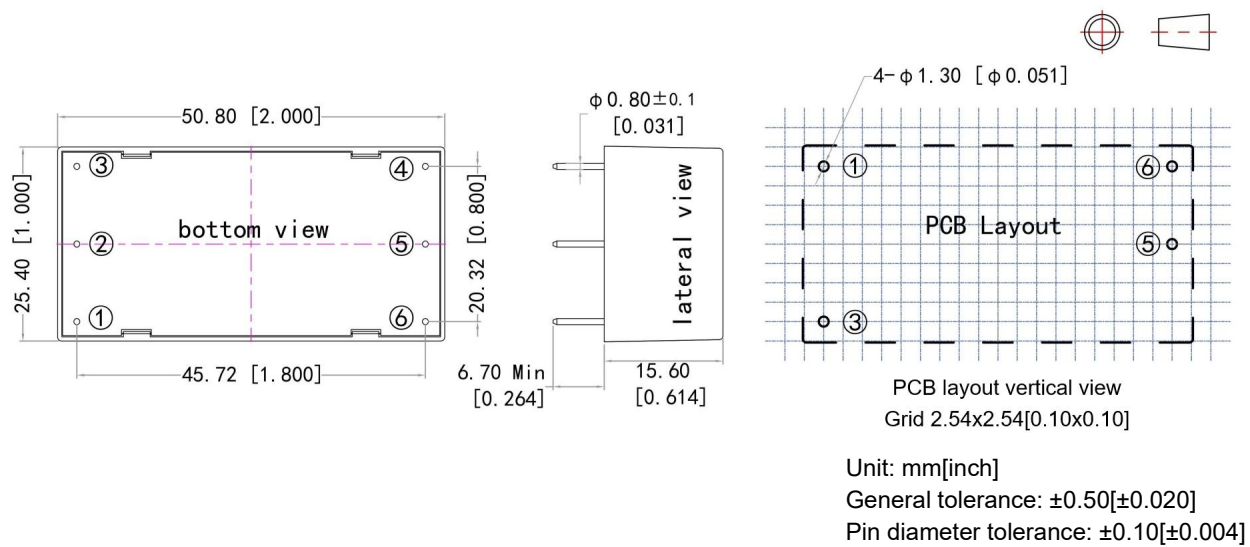 4-φ1.30 [φ0.051]
50.80 [2.000]
φ0.80±0.1
[0.031]
③
④
①
⑥
25.40 [1.000]
bottom view
②
⑤
20.32 [0.800]
lateral view
PCB Layout
⑤
①
⑥
③
45.72 [1.800]
6.70 Min
[0.264]
15.60
[0.614]
PCB layout vertical view
Grid 2.54x2.54[0.10x0.10]
Unit: mm[inch]
General tolerance: ±0.50[±0.020]
Pin diameter tolerance: ±0.10[±0.004]